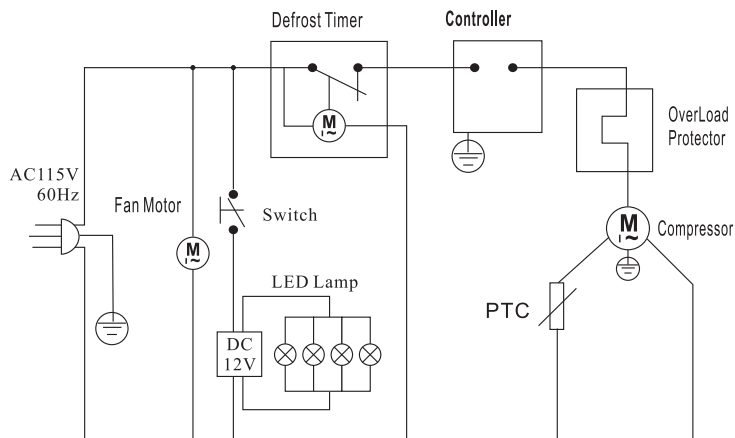 Defrost Timer
Controller
OverLoad
Protector
M
~
AC115V
60Hz
Fan Motor
Switch
M
~
Compressor
M
~
LED Lamp
PTC
DC
12V